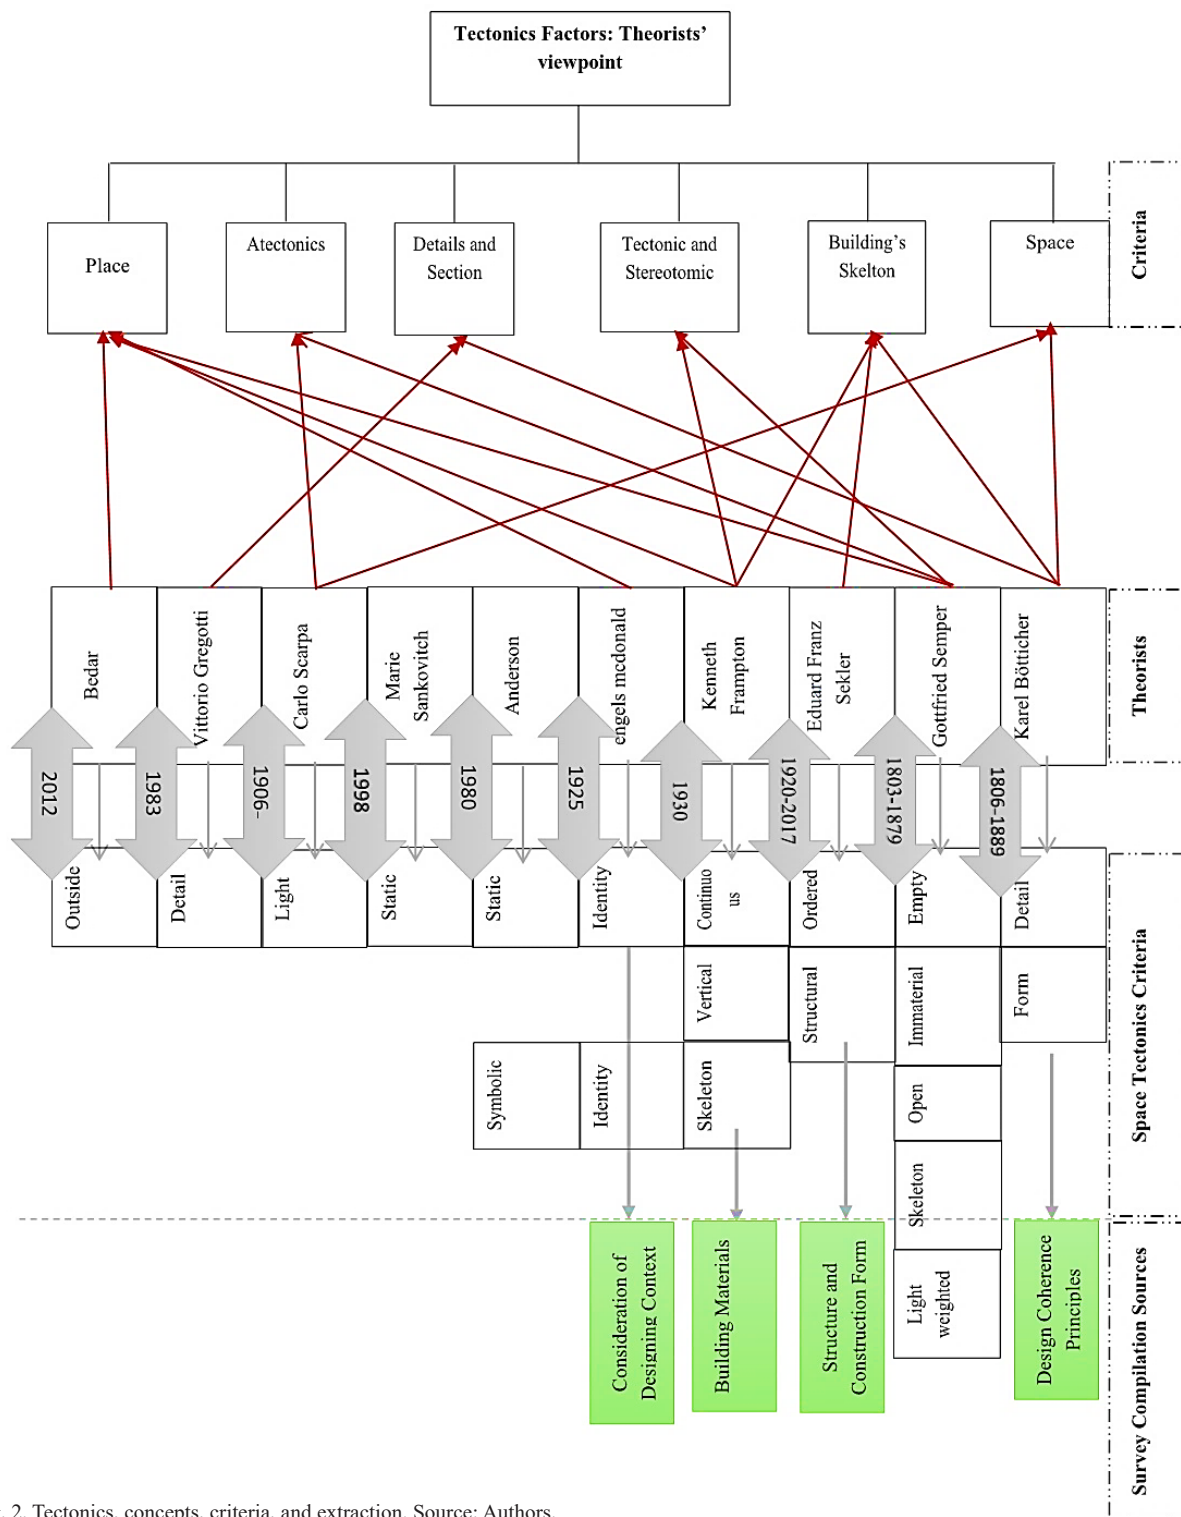 Tectonics Factors: Theorists'
viewpoint
Place
Atectonics
Details and
Section
Tectonic and
Stereotomic
Building's
Skelton
Space
Criteria
Bedar
Vittorio Gregotti
Carlo Scarpa
Marie
Sankovitch
Anderson
engels mcdonald
Kenneth
Frampton
Eduard Franz
Sekler
Gottfried Semper
Karel Bötticher
Theorists
2012
1983
1906-
1998
1980
1925
1930
1920-2017
1803-1879
1806-1889
Outside
Detail
Light
Static
Static
Identity
Continuo
us
Ordered
Empty
Detail
Vertical
Structural
Immaterial
Form
Symbolic
Identity
Skeleton
Open
Skeleton
Light
weighted
Space Tectonics Criteria
Consideration of
Designing Context
Building Materials
Structure and
Construction Form
Design Coherence
Principles
Survey Compilation Sources
. 2. Tectonics, concepts, criteria, and extraction. Source: Authors.